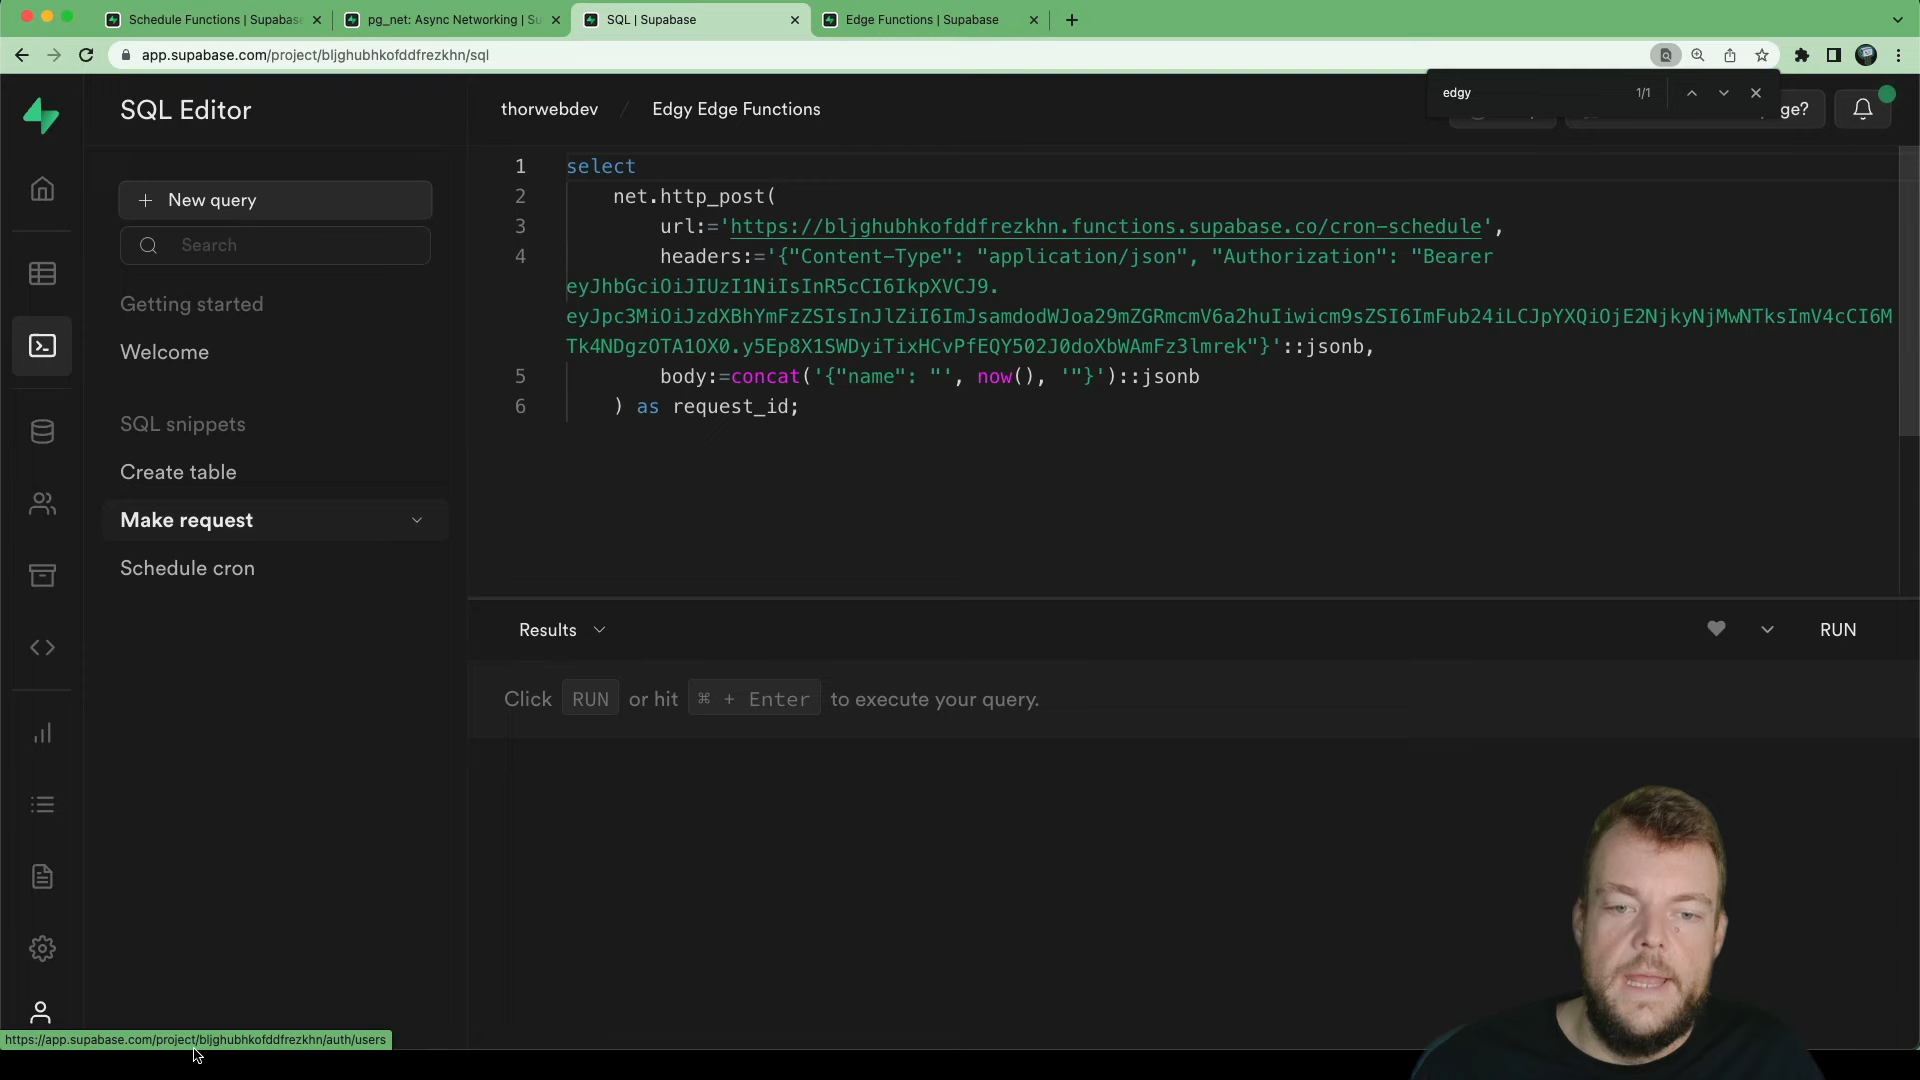 Schedule Functions | Supabase
pg_net: Async Networking | Su
SQL | Supabase
Edge Functions | Supabase
app.supabase.com/project/bljghubhkofddfrezkhn/sql
edgy
1/1
SQL Editor
thorwebdev / Edgy Edge Functions
ge?
New query
Search
Getting started
Welcome
SQL snippets
Create table
Make request
Schedule cron
1 select
2 net.http_post(
3 url:='https://bljghubhkofddfrezkhn.functions.supabase.co/cron-schedule',
4 headers:='{"Content-Type": "application/json", "Authorization": "Bearer
eyJhbGciOiJIUzI1NiIsInR5cCI6IkpXVCJ9.
eyJpc3MiOiJzdXBhYmFzZSIsInJlZiI6ImJsamdodWJoa29mZGRmcmV6a2huIiwicm9sZSI6ImFub24iLCJpYXQiOjE2NjkyNjMwNTksImV4cCI6M
Tk4NDgzOTA1OX0.y5Ep8X1SWDyiTixHCvPfEQY502J0doXbWAmFz3lmrek"}'::jsonb,
5 body:=concat('{"name": "', now(), '"}')::jsonb
6 ) as request_id;
Results
RUN
Click RUN or hit ⌘ + Enter to execute your query.
https://app.supabase.com/project/bljghubhkofddfrezkhn/auth/users